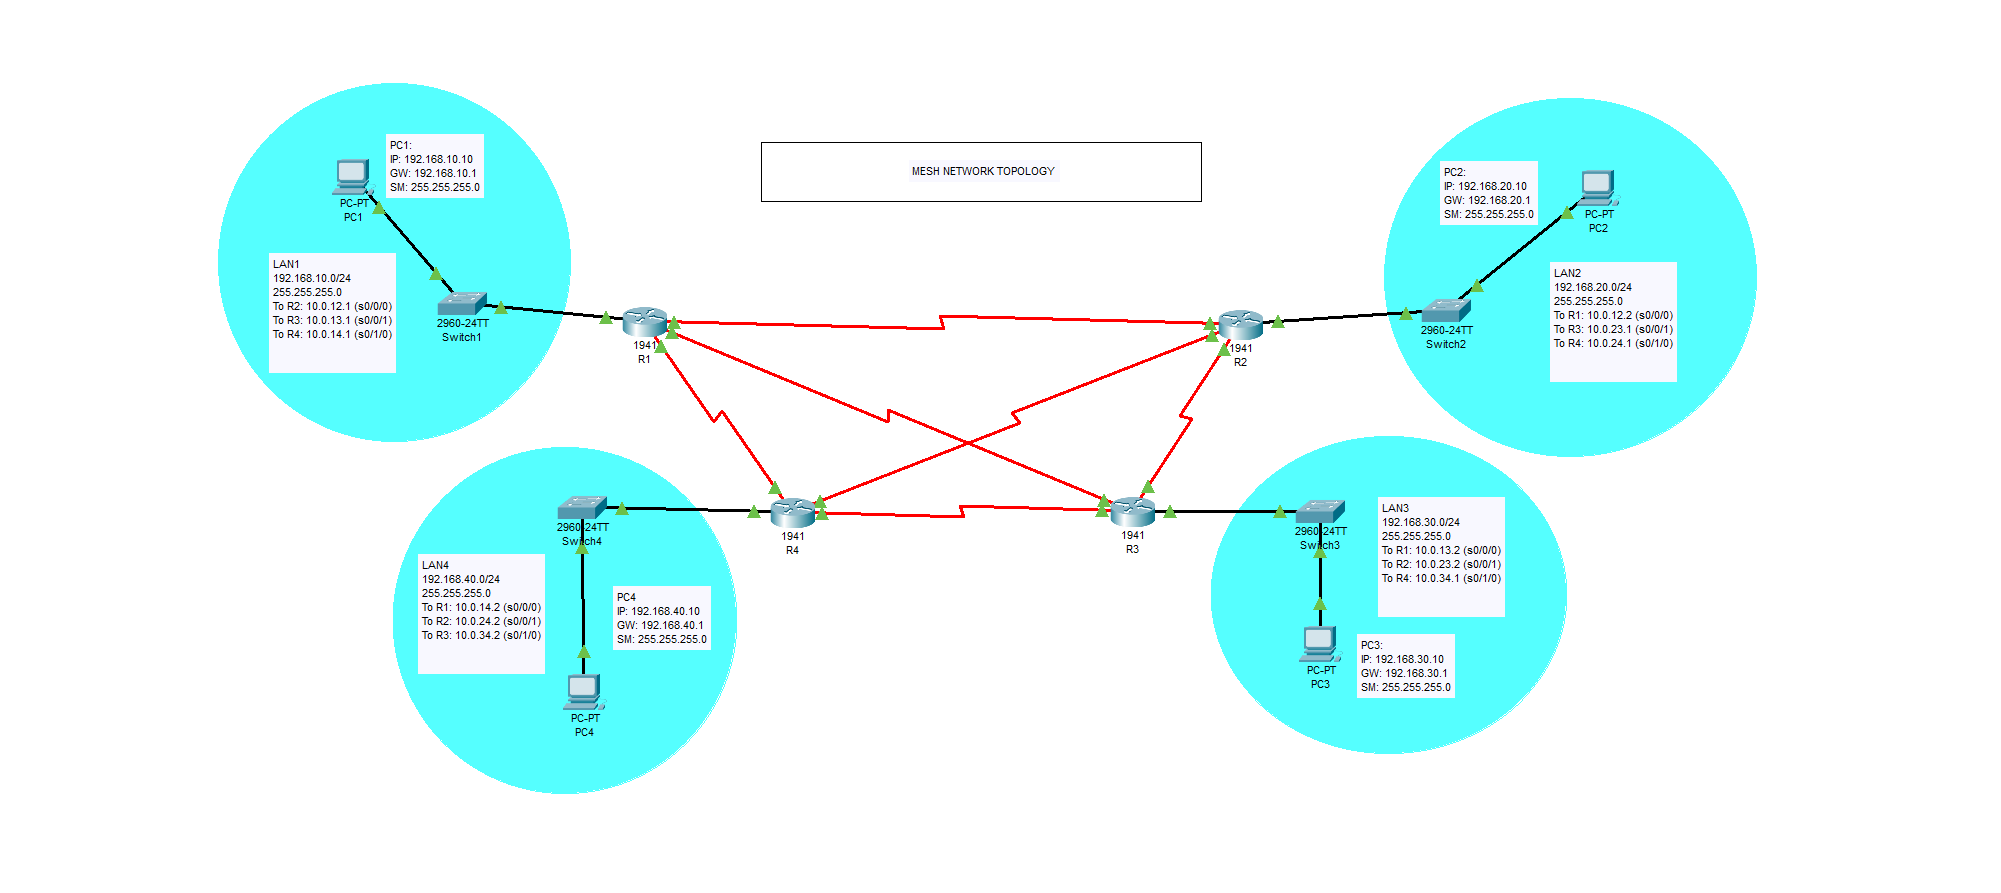 MESH NETWORK TOPOLOGY
PC1:
IP: 192.168.10.10
GW: 192.168.10.1
SM: 255.255.255.0
PC-PT
PC1
LAN1
192.168.10.0/24
255.255.255.0
To R2: 10.0.12.1 (s0/0/0)
To R3: 10.0.13.1 (s0/0/1)
To R4: 10.0.14.1 (s0/1/0)
2960-24TT
Switch1
1941
R1
PC2:
IP: 192.168.20.10
GW: 192.168.20.1
SM: 255.255.255.0
PC-PT
PC2
LAN2
192.168.20.0/24
255.255.255.0
To R1: 10.0.12.2 (s0/0/0)
To R3: 10.0.23.1 (s0/0/1)
To R4: 10.0.24.1 (s0/1/0)
2960-24TT
Switch2
1941
R2
2960-24TT
Switch4
1941
R4
LAN4
192.168.40.0/24
255.255.255.0
To R1: 10.0.14.2 (s0/0/0)
To R2: 10.0.24.2 (s0/0/1)
To R3: 10.0.34.2 (s0/1/0)
PC4
IP: 192.168.40.10
GW: 192.168.40.1
SM: 255.255.255.0
PC-PT
PC4
1941
R3
2960-24TT
Switch3
LAN3
192.168.30.0/24
255.255.255.0
To R1: 10.0.13.2 (s0/0/0)
To R2: 10.0.23.2 (s0/0/1)
To R4: 10.0.34.1 (s0/1/0)
PC-PT
PC3
PC3:
IP: 192.168.30.10
GW: 192.168.30.1
SM: 255.255.255.0